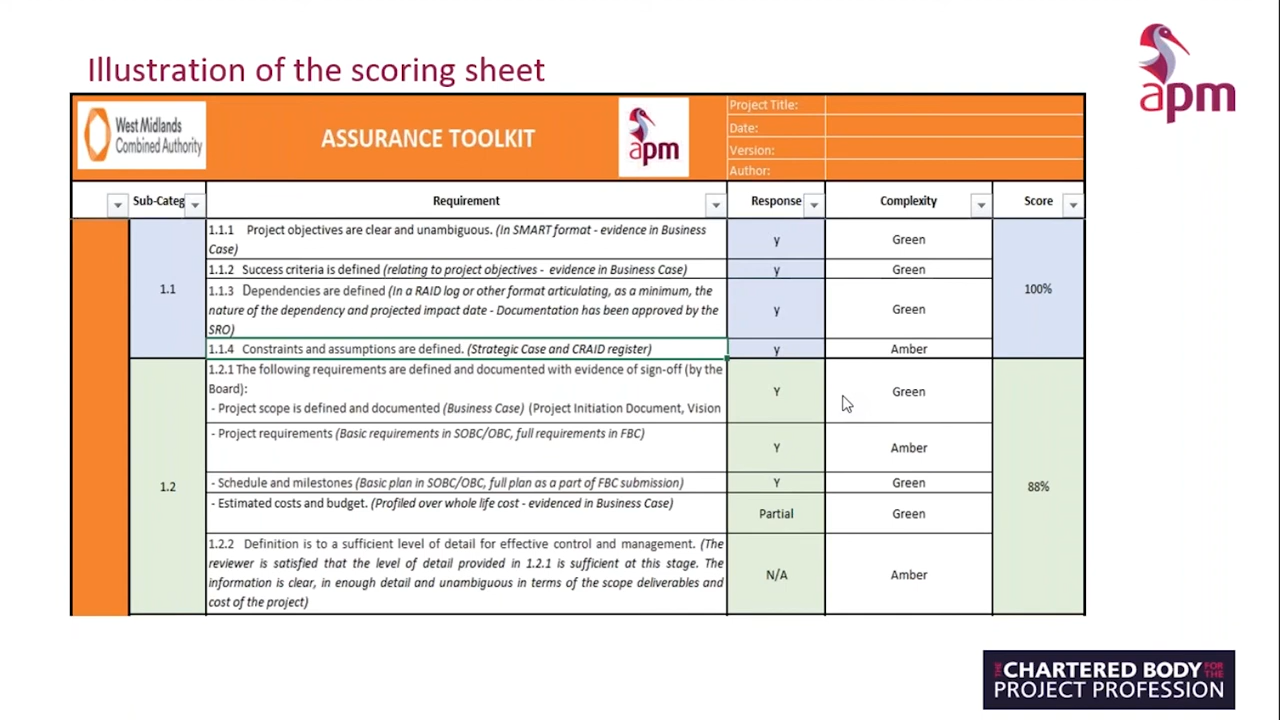 Illustration of the scoring sheet
apm
West Midlands
Combined Authority
ASSURANCE TOOLKIT
apm
Project Title:
Date:
Version:
Author:
Sub-Categ
Requirement
Response
Complexity
Score
1.1
1.1.1 Project objectives are clear and unambiguous. (In SMART format - evidence in Business
Case)
y
Green
100%
1.1.2 Success criteria is defined (relating to project objectives - evidence in Business Case)
y
Green
1.1.3 Dependencies are defined (In a RAID log or other format articulating, as a minimum, the
nature of the dependency and projected impact date - Documentation has been approved by the
SRO)
y
Green
1.1.4 Constraints and assumptions are defined. (Strategic Case and CRAID register)
y
Amber
1.2
1.2.1 The following requirements are defined and documented with evidence of sign-off (by the
Board):
- Project scope is defined and documented (Business Case) (Project Initiation Document, Vision
Y
Green
88%
- Project requirements (Basic requirements in SOBC/OBC, full requirements in FBC)
Y
Amber
- Schedule and milestones (Basic plan in SOBC/OBC, full plan as a part of FBC submission)
Y
Green
- Estimated costs and budget. (Profiled over whole life cost - evidenced in Business Case)
Partial
Green
1.2.2 Definition is to a sufficient level of detail for effective control and management. (The
reviewer is satisfied that the level of detail provided in 1.2.1 is sufficient at this stage. The
information is clear, in enough detail and unambiguous in terms of the scope deliverables and
cost of the project)
N/A
Amber
THE CHARTERED BODY FOR THE
PROJECT PROFESSION